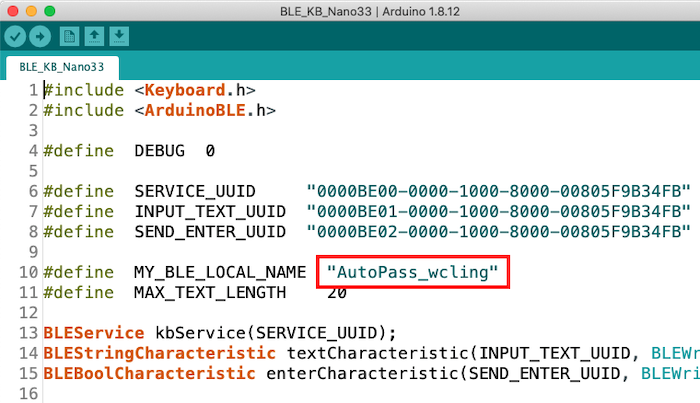 BLE_KB_Nano33 | Arduino 1.8.12
BLE_KB_Nano33
1 #include <Keyboard.h>
2 #include <ArduinoBLE.h>
3
4 #define  DEBUG  0
5
6 #define  SERVICE_UUID     "0000BE00-0000-1000-8000-00805F9B34FB"
7 #define  INPUT_TEXT_UUID  "0000BE01-0000-1000-8000-00805F9B34FB"
8 #define  SEND_ENTER_UUID  "0000BE02-0000-1000-8000-00805F9B34FB"
9
10 #define  MY_BLE_LOCAL_NAME  "AutoPass_wcling"
11 #define  MAX_TEXT_LENGTH    20
12
13 BLEService kbService(SERVICE_UUID);
14 BLEStringCharacteristic textCharacteristic(INPUT_TEXT_UUID, BLEWr
15 BLEBoolCharacteristic enterCharacteristic(SEND_ENTER_UUID, BLEWri
16